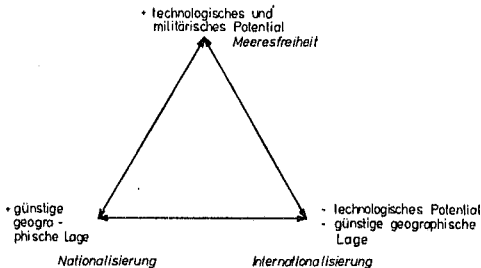 + technologisches und
militärisches Potential
Meeresfreiheit
+ günstige
geogra-
phische Lage
- technologisches Potential
- günstige geographische
Lage
Nationalisierung
Internationalisierung